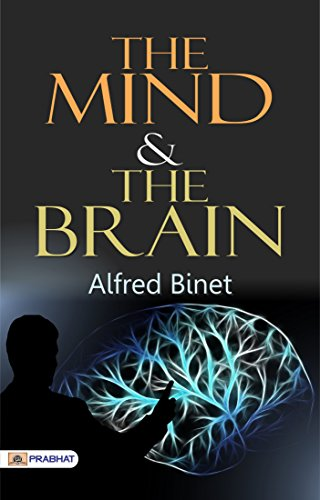 THE
MIND
&
THE
BRAIN
Alfred Binet
PRABHAT